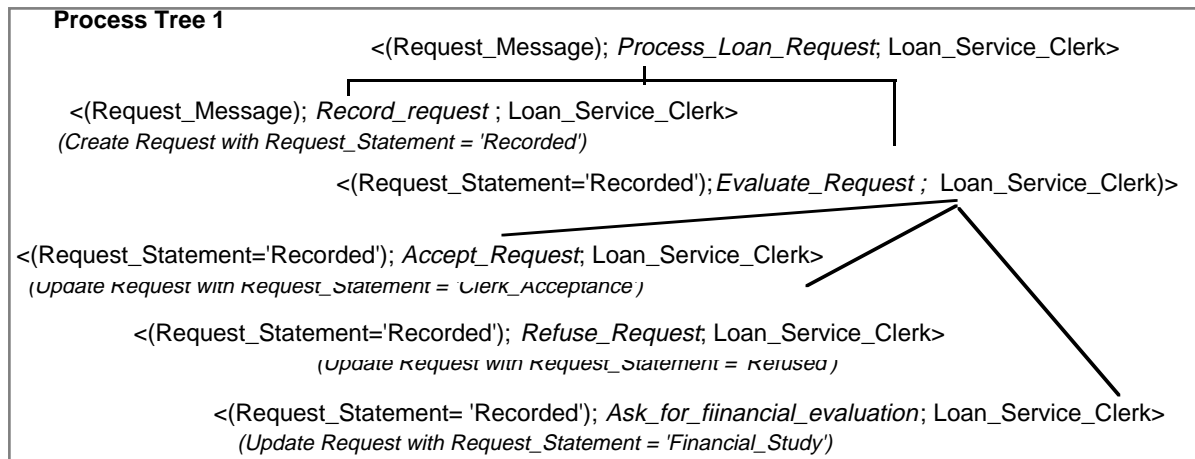 Process Tree 1
<(Request_Message); Process_Loan_Request; Loan_Service_Clerk>
<(Request_Message); Record_request ; Loan_Service_Clerk>
(Create Request with Request_Statement = 'Recorded')
<(Request_Statement='Recorded');Evaluate_Request ; Loan_Service_Clerk)>
<(Request_Statement='Recorded'); Accept_Request; Loan_Service_Clerk>
(Update Request with Request_Statement = 'Clerk_Acceptance')
<(Request_Statement='Recorded'); Refuse_Request; Loan_Service_Clerk>
(Update Request with Request_Statement = 'Refused')
<(Request_Statement= 'Recorded'); Ask_for_fiinancial_evaluation; Loan_Service_Clerk>
(Update Request with Request_Statement = 'Financial_Study')